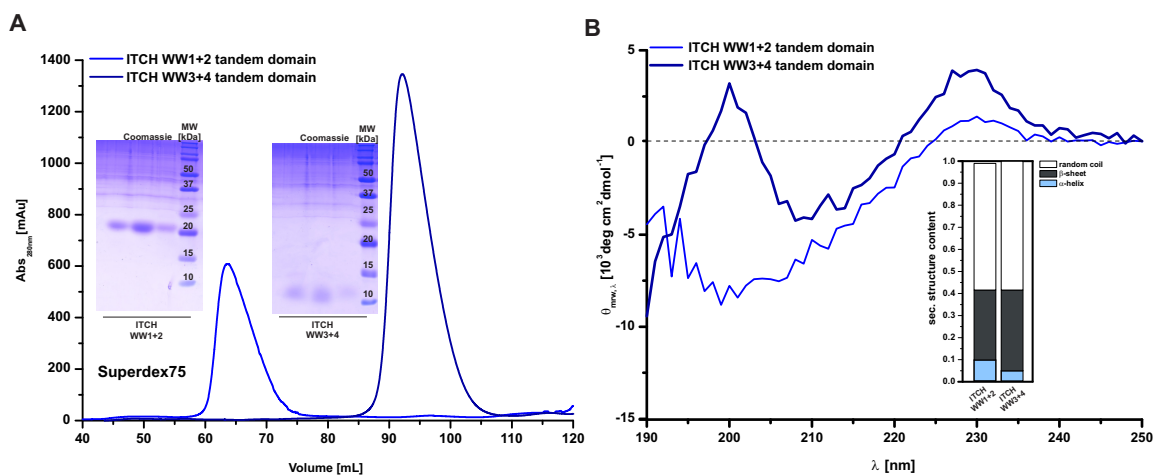 A
ITCH WW1+2 tandem domain
ITCH WW3+4 tandem domain
1400
1200
1000
800
600
400
200
0
Abs 280nm [mAu]
Coomassie
MW
[kDa]
50
37
25
20
15
10
ITCH
WW1+2
Coomassie
MW
[kDa]
50
37
25
20
15
10
ITCH
WW3+4
Superdex75
40 50 60 70 80 90 100 110 120
Volume [mL]
B
ITCH WW1+2 tandem domain
ITCH WW3+4 tandem domain
5
0
-5
-10
-15
θmrw, λ [10³ deg cm² dmol⁻¹]
random coil
β-sheet
α-helix
1.0
0.9
0.8
0.7
0.6
0.5
0.4
0.3
0.2
0.1
0.0
sec. structure content
ITCH
WW1+2
ITCH
WW3+4
190 200 210 220 230 240 250
λ [nm]